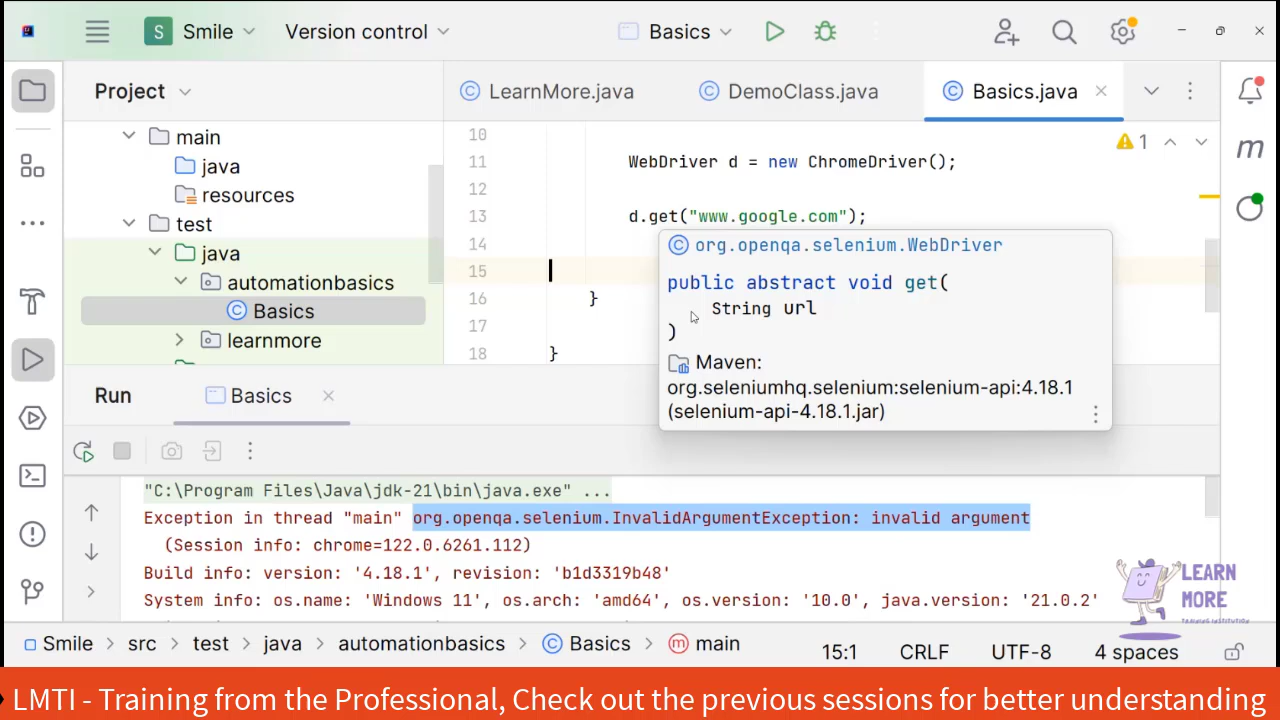 S Smile Version control Basics
Project
LearnMore.java DemoClass.java Basics.java
main
java
resources
test
java
automationbasics
Basics
learnmore
10
11 WebDriver d = new ChromeDriver();
12
13 d.get("www.google.com");
14
15
16 }
17
18 }
1
m
org.openqa.selenium.WebDriver
public abstract void get(
String url
)
Maven:
org.seleniumhq.selenium:selenium-api:4.18.1
(selenium-api-4.18.1.jar)
Run Basics
"C:\Program Files\Java\jdk-21\bin\java.exe" ...
Exception in thread "main" org.openqa.selenium.InvalidArgumentException: invalid argument
(Session info: chrome=122.0.6261.112)
Build info: version: '4.18.1', revision: 'b1d3319b48'
System info: os.name: 'Windows 11', os.arch: 'amd64', os.version: '10.0', java.version: '21.0.2'
LEARN
MORE
TRAINING INSTITUTION
Smile > src > test > java > automationbasics > Basics > main
15:1 CRLF UTF-8 4 spaces
LMTI - Training from the Professional, Check out the previous sessions for better understanding